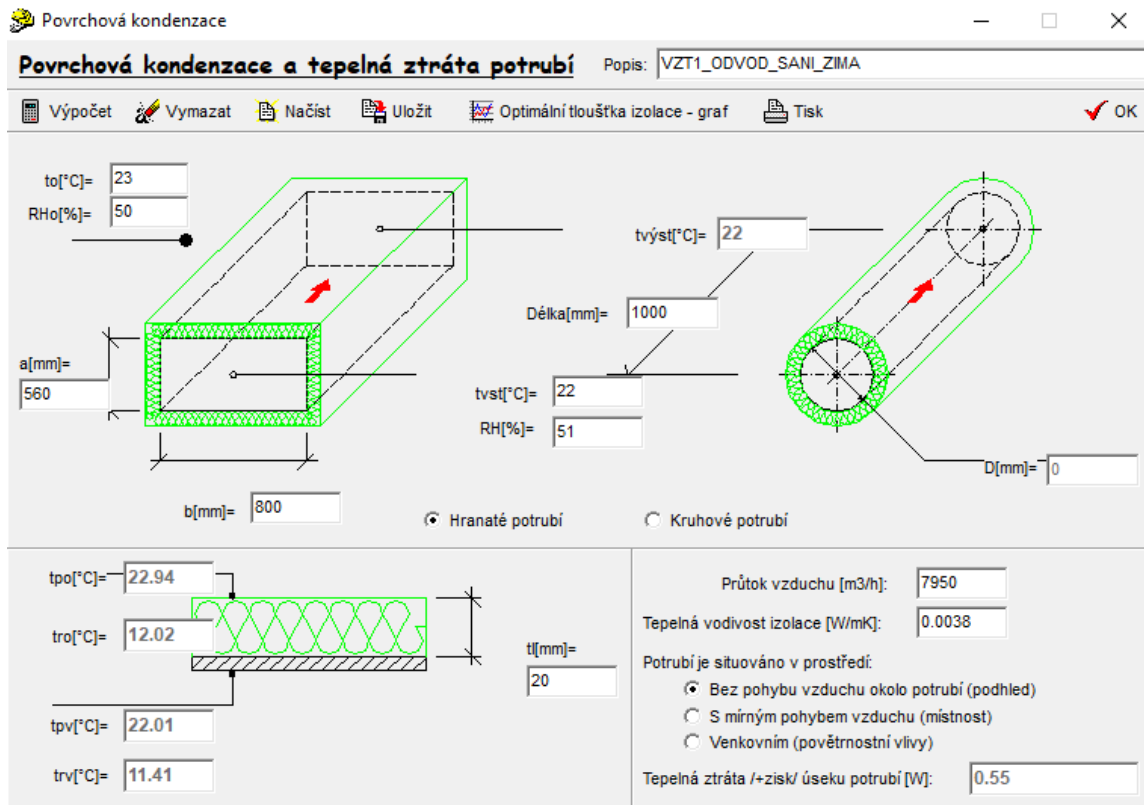 Povrchová kondenzace
Povrchová kondenzace a tepelná ztráta potrubí Popis: VZT1_ODVOD_SANI_ZIMA
Výpočet Vymazat Načíst Uložit Optimální tloušťka izolace - graf Tisk OK
to[°C]= 23
RHo[%]= 50
tvýst[°C]= 22
Délka[mm]= 1000
a[mm]=
560
tvst[°C]= 22
RH[%]= 51
D[mm]= 0
b[mm]= 800
Hranaté potrubí Kruhové potrubí
tpo[°C]= 22.94
tro[°C]= 12.02
tl[mm]=
20
tpv[°C]= 22.01
trv[°C]= 11.41
Průtok vzduchu [m3/h]: 7950
Tepelná vodivost izolace [W/mK]: 0.0038
Potrubí je situováno v prostředí:
Bez pohybu vzduchu okolo potrubí (podhled)
S mírným pohybem vzduchu (místnost)
Venkovním (povětrnostní vlivy)
Tepelná ztráta /+zisk/ úseku potrubí [W]: 0.55